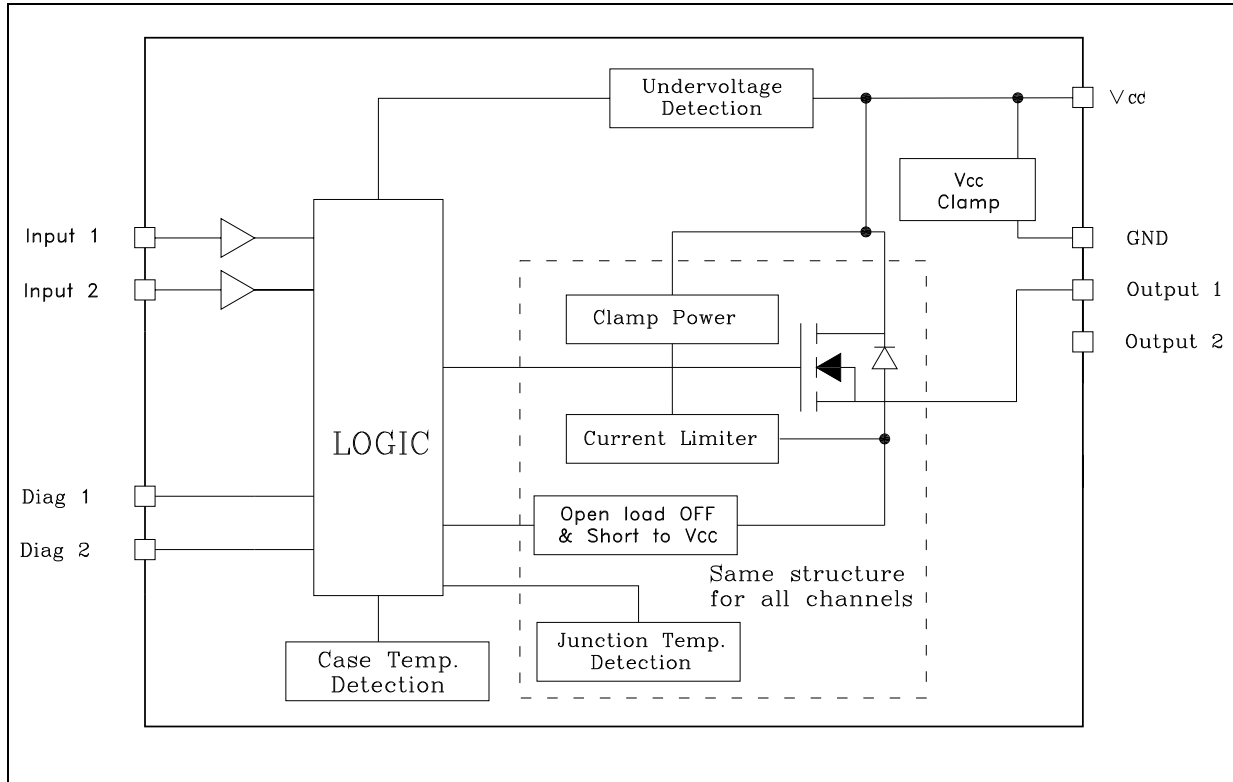 Undervoltage
Detection
Vcc
Vcc
Clamp
Input 1
GND
Input 2
Output 1
Clamp Power
Output 2
LOGIC
Current Limiter
Diag 1
Open load OFF
& Short to Vcc
Diag 2
Same structure
for all channels
Junction Temp.
Detection
Case Temp.
Detection